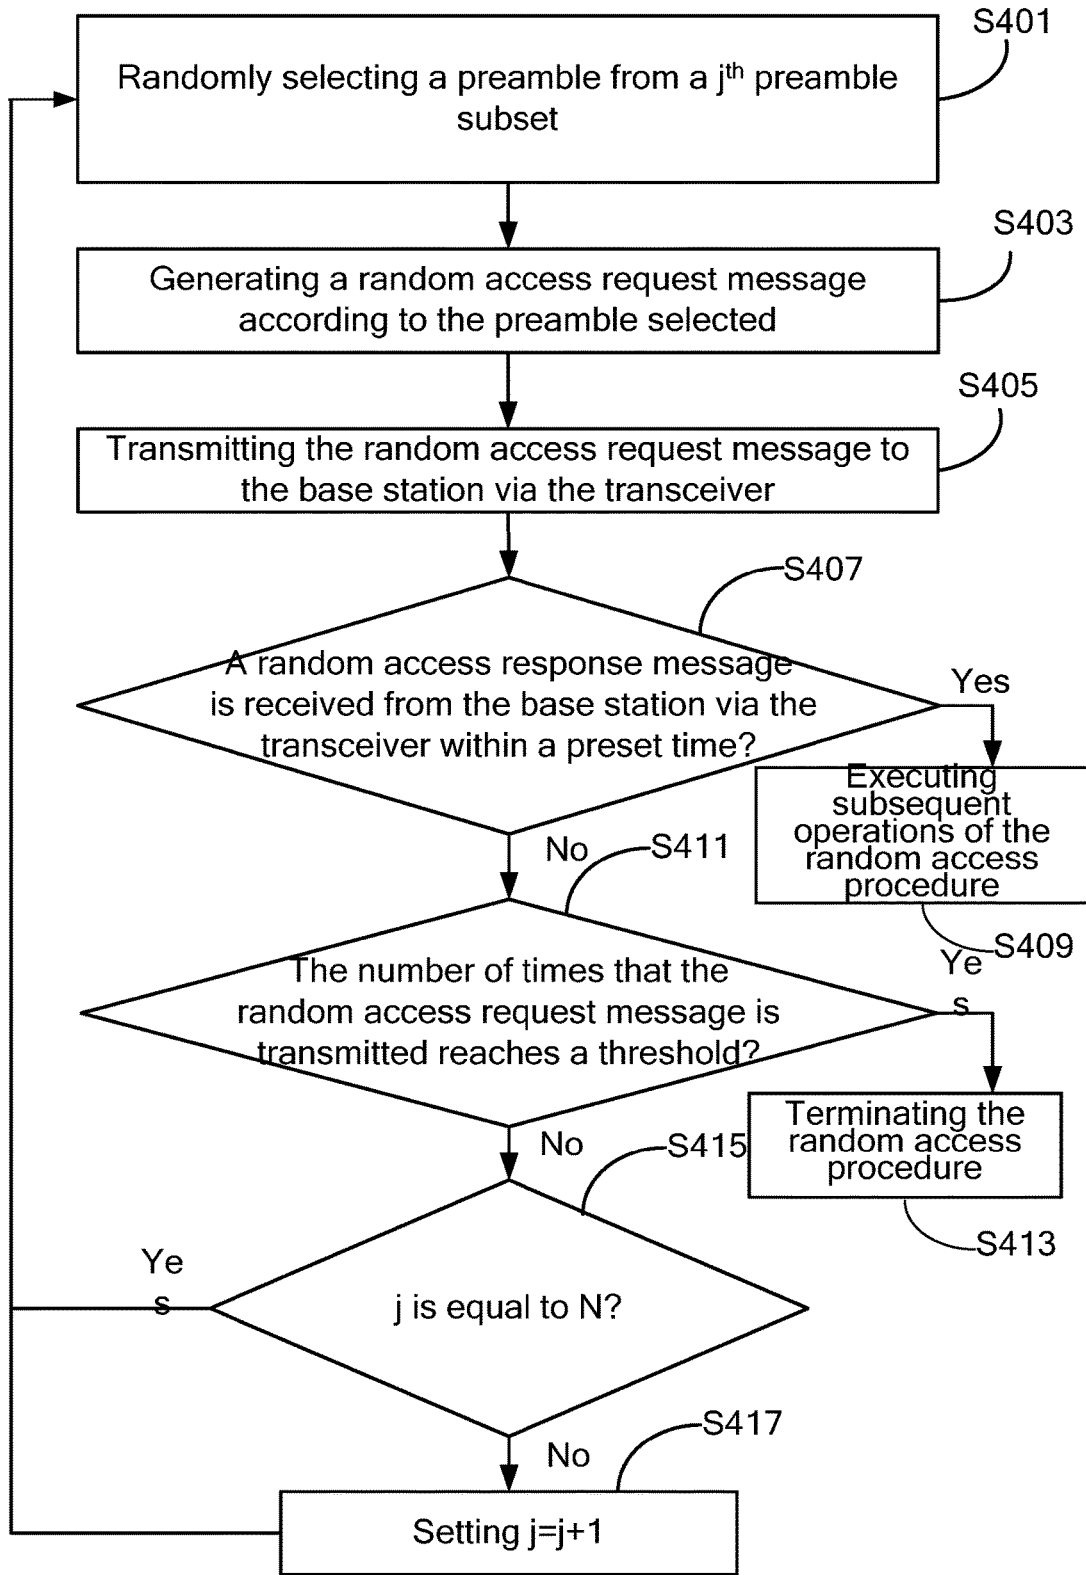 S401
Randomly selecting a preamble from a jth preamble
subset
S403
Generating a random access request message
according to the preamble selected
S405
Transmitting the random access request message to
the base station via the transceiver
S407
A random access response message
is received from the base station via the
transceiver within a preset time?
Yes
Executing
subsequent
operations of the
random access
procedure
S409
No
S411
The number of times that the
random access request message is
transmitted reaches a threshold?
Ye
s
Terminating the
random access
procedure
S413
No
S415
j is equal to N?
Ye
s
No
S417
Setting j=j+1